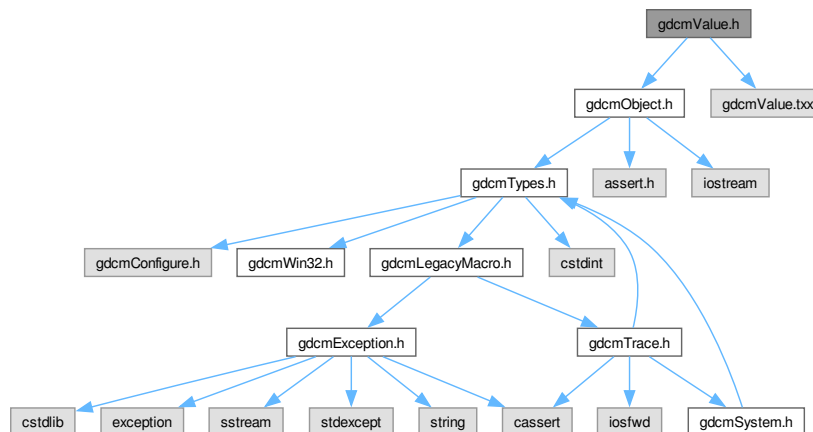 gdcmValue.h
gdcmObject.h
gdcmValue.txx
gdcmTypes.h
assert.h
iostream
gdcmConfigure.h
gdcmWin32.h
gdcmLegacyMacro.h
cstdint
gdcmException.h
gdcmTrace.h
cstdlib
exception
sstream
stdexcept
string
cassert
iosfwd
gdcmSystem.h